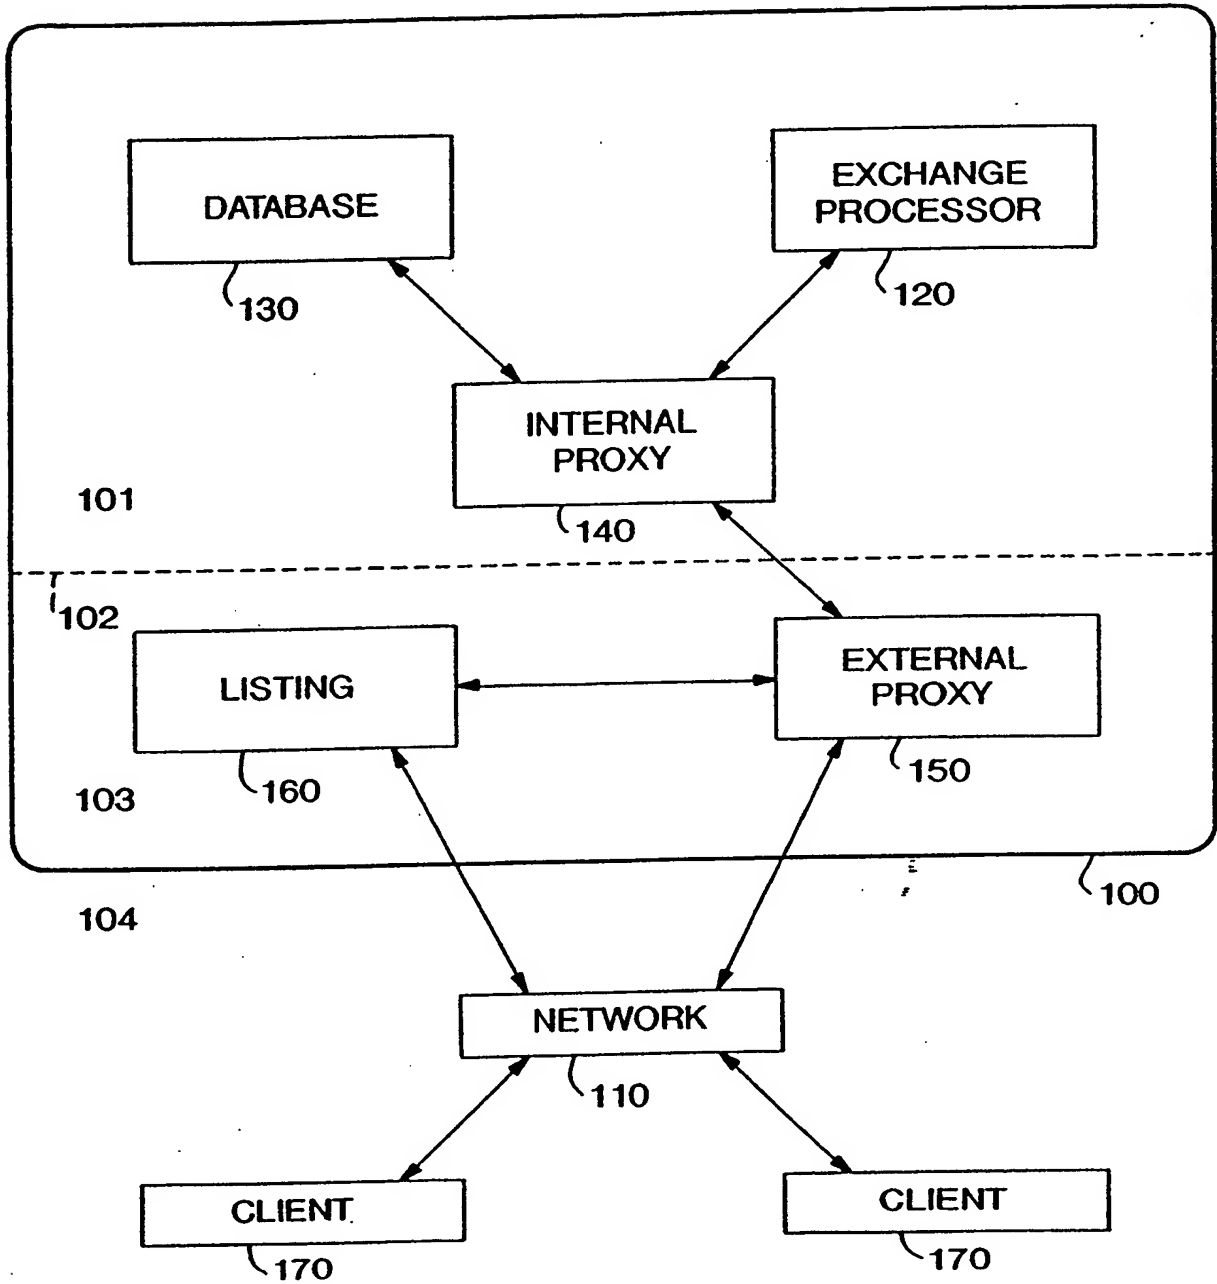 DATABASE
EXCHANGE
PROCESSOR
130
120
INTERNAL
PROXY
101
140
102
LISTING
EXTERNAL
PROXY
160
150
103
100
104
NETWORK
110
CLIENT
CLIENT
170
170